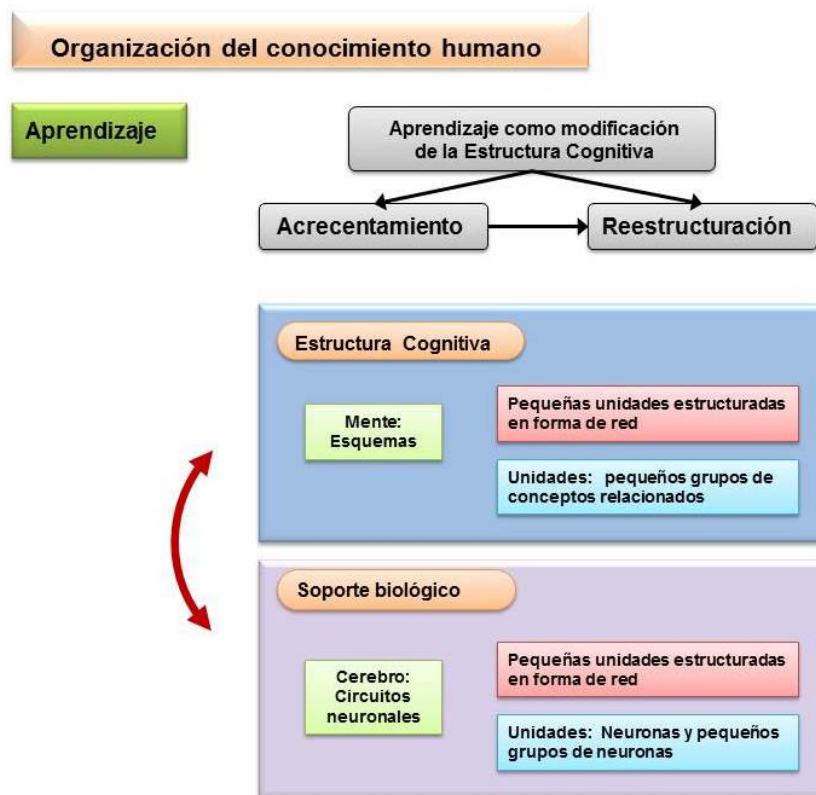 Organización del conocimiento humano
Aprendizaje
Aprendizaje como modificación
de la Estructura Cognitiva
Acrecentamiento
Reestructuración
Estructura Cognitiva
Mente:
Esquemas
Pequeñas unidades estructuradas
en forma de red
Unidades: pequeños grupos de
conceptos relacionados
Soporte biológico
Cerebro:
Circuitos
neuronales
Pequeñas unidades estructuradas
en forma de red
Unidades: Neuronas y pequeños
grupos de neuronas